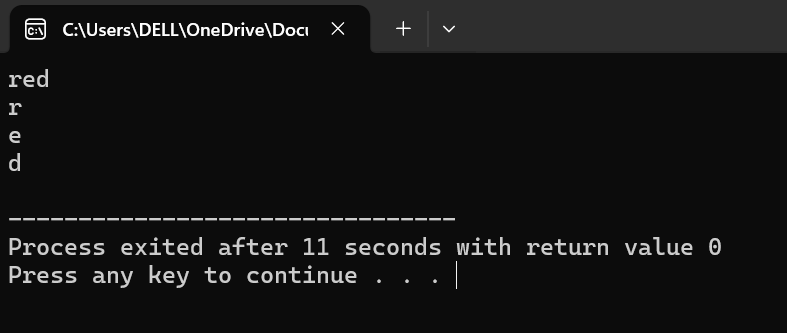 C:\Users\DELL\OneDrive\Docu
red
r
e
d
--------------------------------
Process exited after 11 seconds with return value 0
Press any key to continue . . .